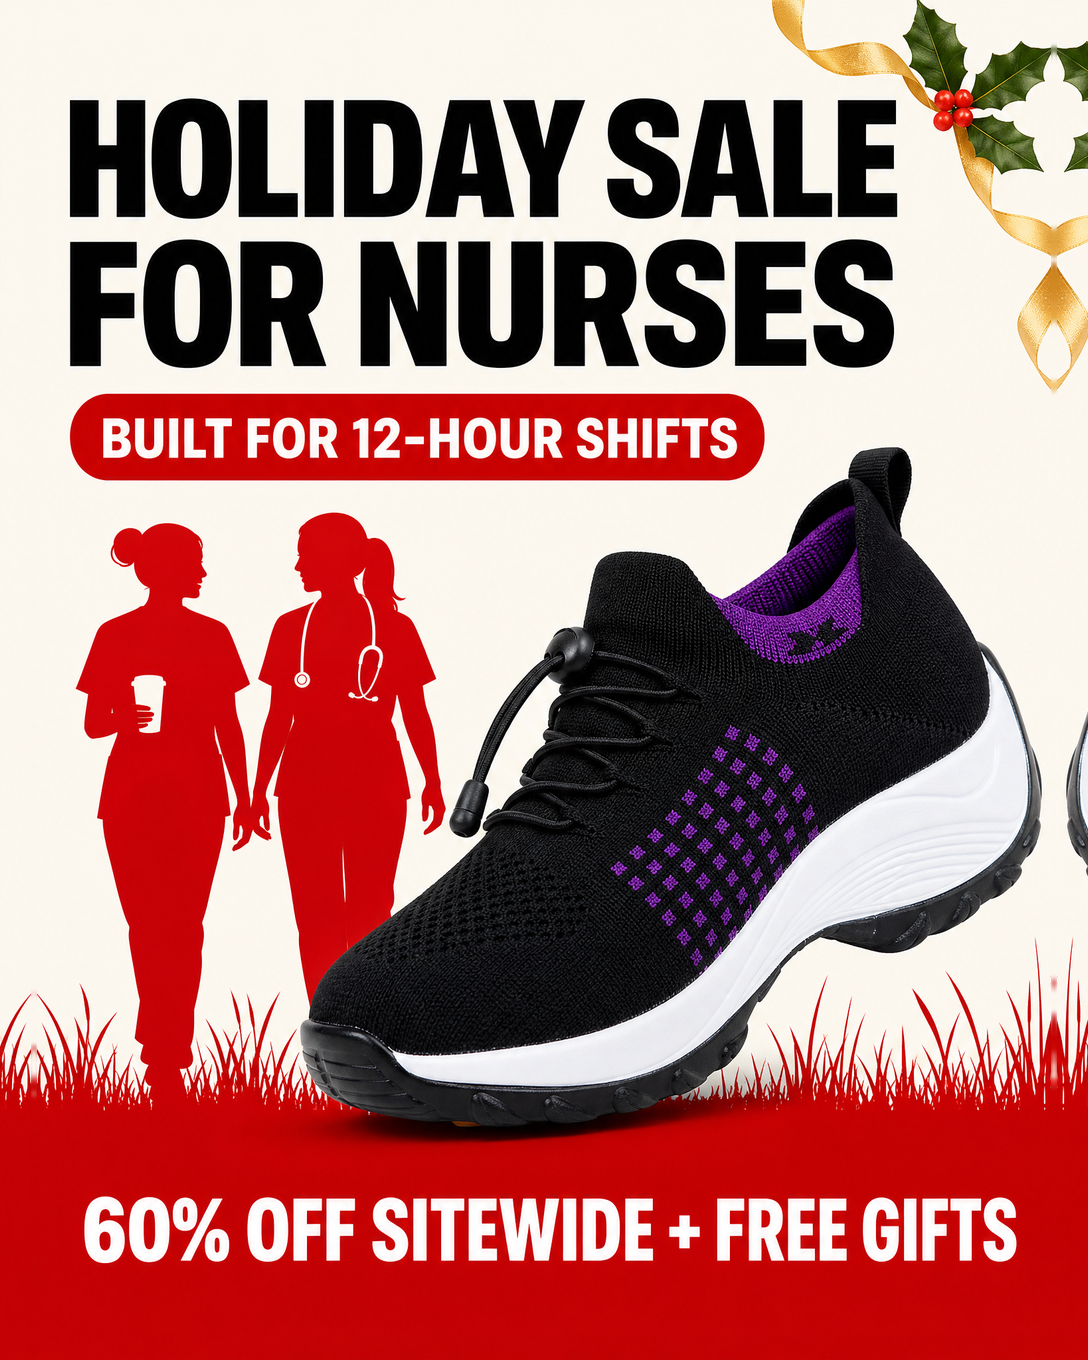 HOLIDAY SALE
FOR NURSES
BUILT FOR 12-HOUR SHIFTS
60% OFF SITEWIDE + FREE GIFTS